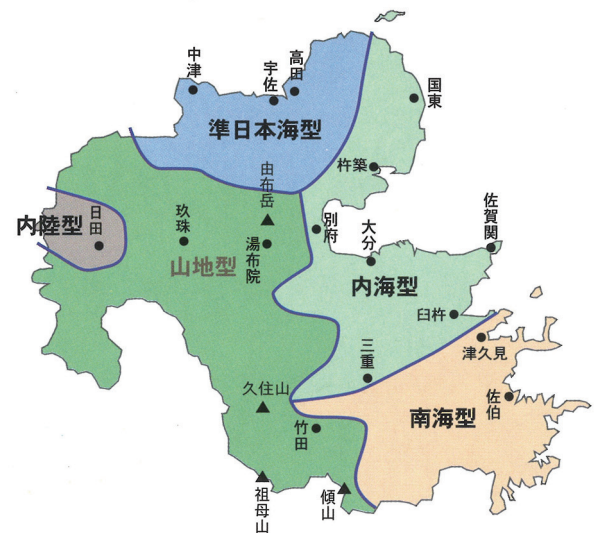 中津
高田
宇佐
国東
準日本海型
杵築
由布岳
佐賀関
日田
内陸型
玖珠
別府
大分
湯布院
山地型
内海型
臼杵
三重
津久見
久住山
佐伯
南海型
竹田
祖母山
傾山